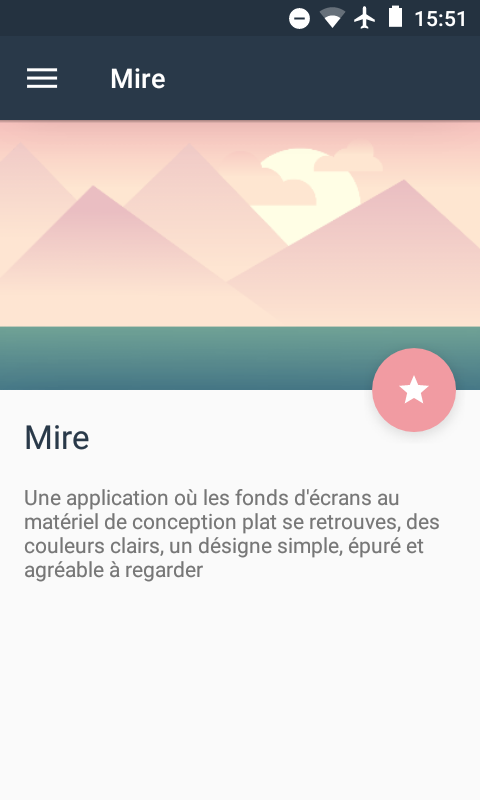 15:51
Mire
Mire
Une application où les fonds d'écrans au
matériel de conception plat se retrouves, des
couleurs clairs, un désigne simple, épuré et
agréable à regarder